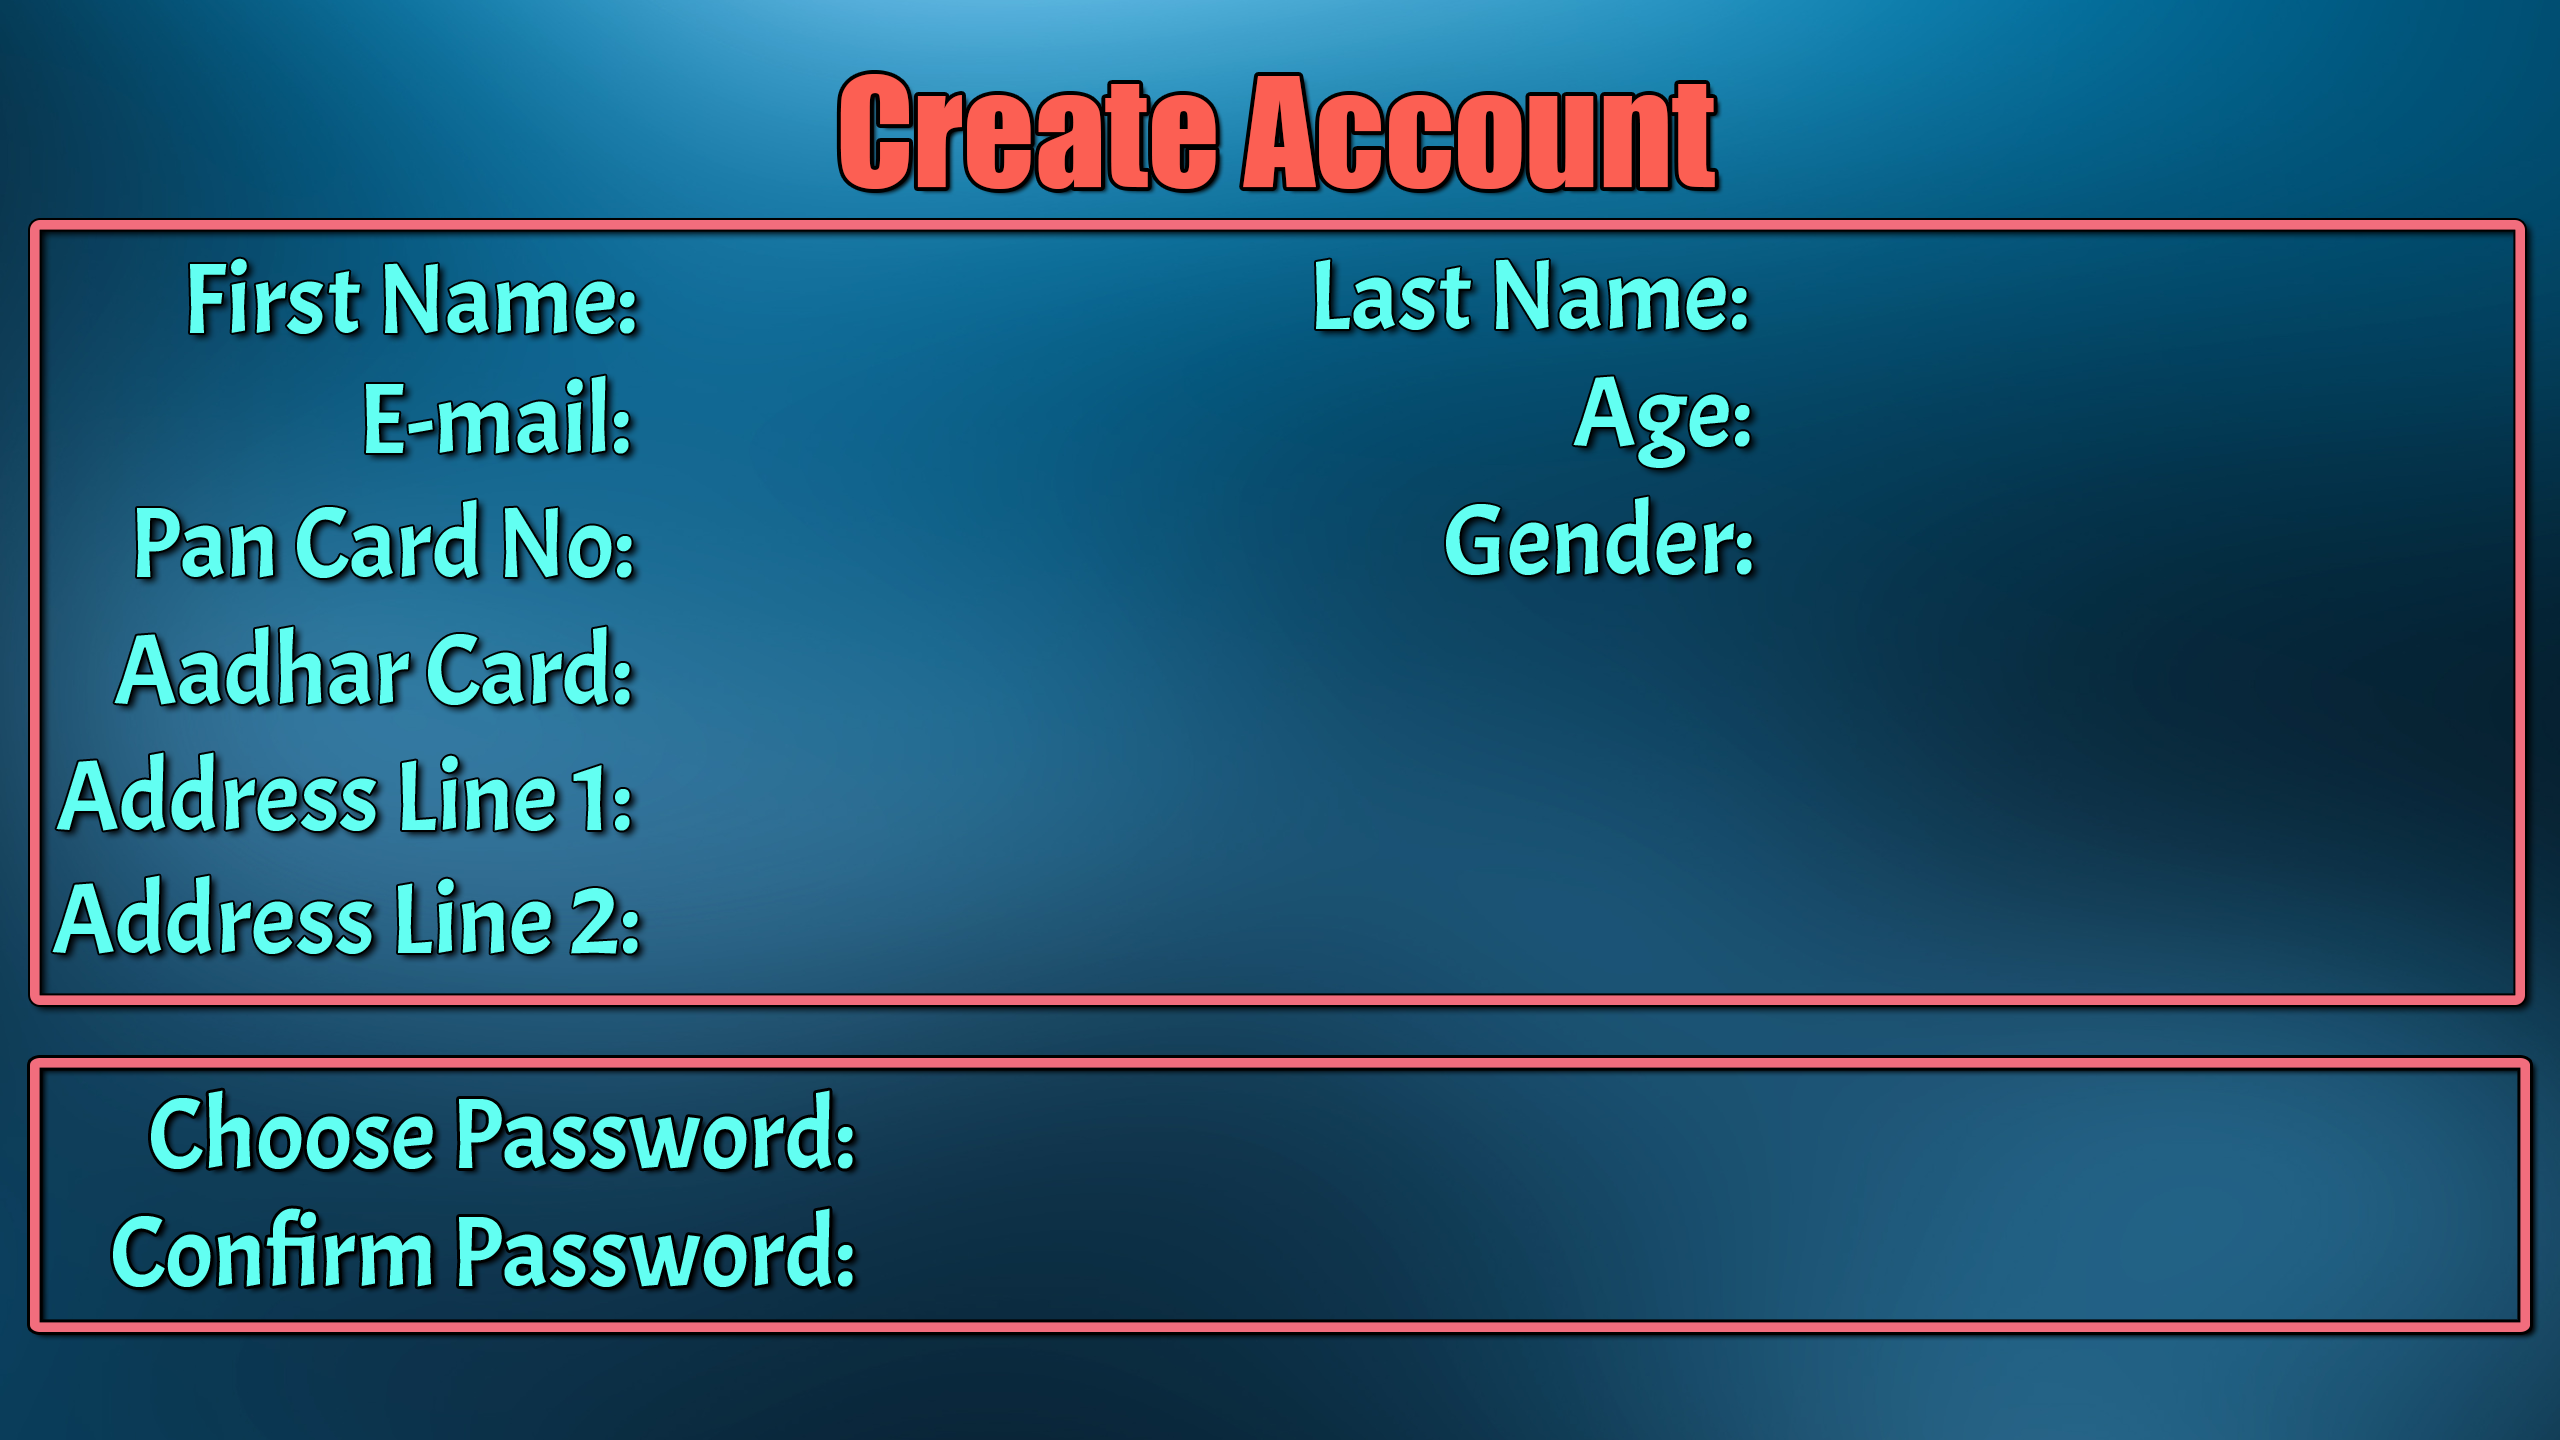 Create Account
First Name:
Last Name:
E-mail:
Age:
Pan Card No:
Gender:
Aadhar Card:
Address Line 1:
Address Line 2:
Choose Password:
Confirm Password: